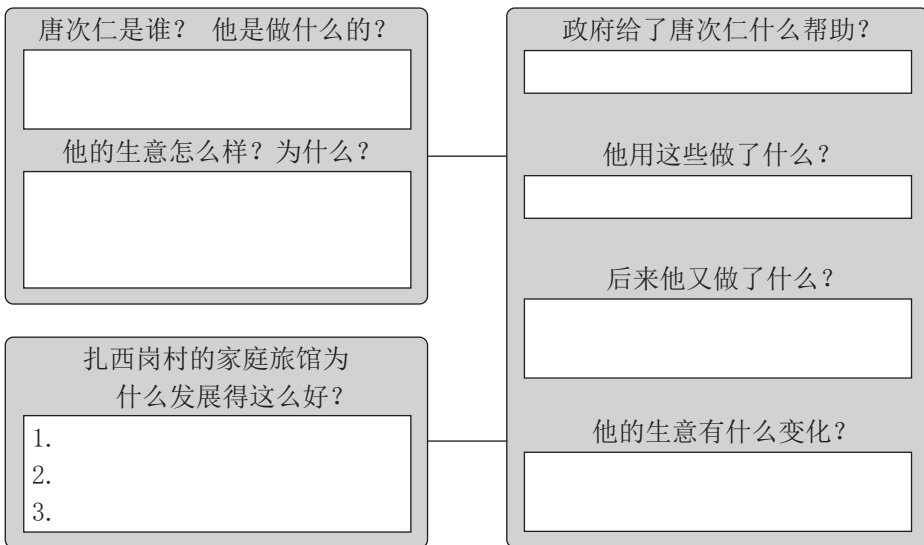 唐次仁是谁？ 他是做什么的？
他的生意怎么样？为什么？
扎西岗村的家庭旅馆为
什么发展得这么好？
1.
2.
3.
政府给了唐次仁什么帮助？
他用这些做了什么？
后来他又做了什么？
他的生意有什么变化？